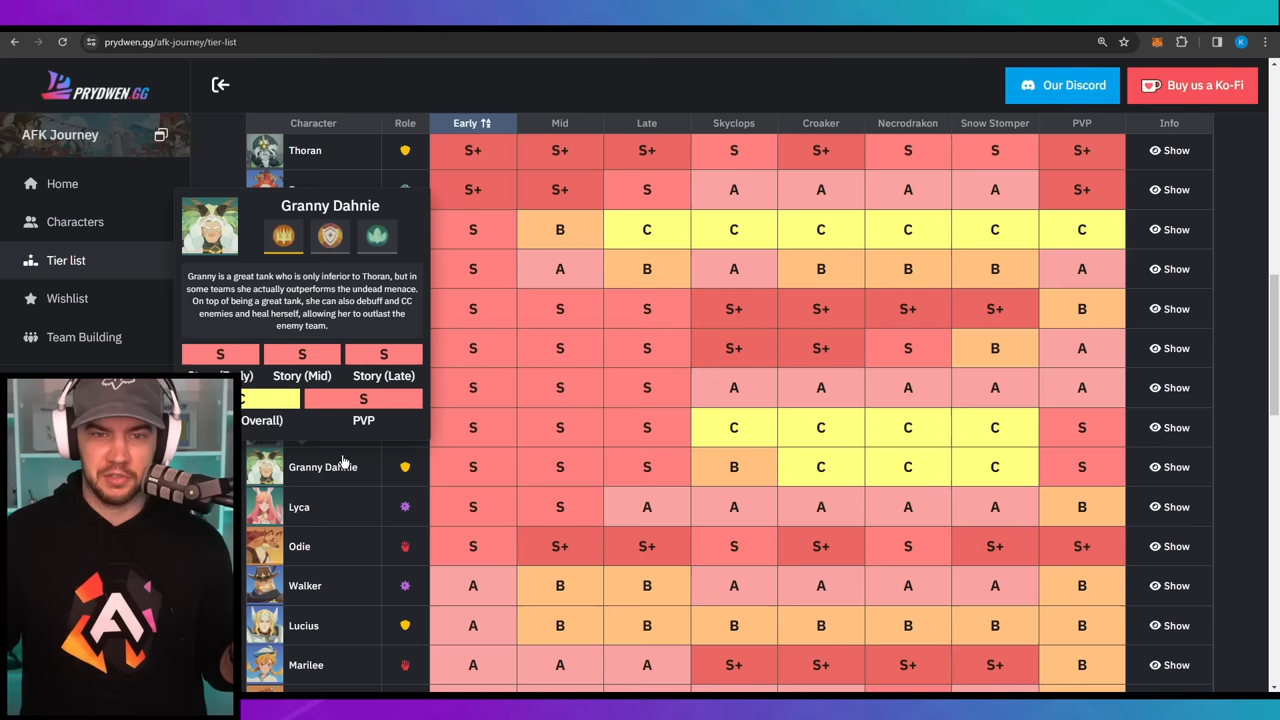 prydwen.gg/afk-journey/tier-list
K
PRYDWEN.GG
Our Discord
Buy us a Ko-Fi
AFK Journey
Home
Characters
Tier list
Wishlist
Team Building
Character Role Early Mid Late Skyclops Croaker Necrodrakon Snow Stomper PVP Info
Thoran S+ S+ S+ S S+ S S S+ Show
S+ S+ S A A A A S+ Show
S B C C C C C C Show
S A B A B B B A Show
S S S S+ S+ S+ S+ B Show
S S S S+ S+ S B A Show
S S S A A A A A Show
S S S C C C C S Show
Granny Dahnie S S S B C C C S Show
Lyca S S A A A A A B Show
Odie S S+ S+ S S+ S S+ S+ Show
Walker A B B A A A A B Show
Lucius A B B B B B B B Show
Marilee A A A S+ S+ S+ S+ B Show
Granny Dahnie
Granny is a great tank who is only inferior to Thoran, but in
some teams she actually outperforms the undead menace.
On top of being a great tank, she can also debuff and CC
enemies and heal herself, allowing her to outlast the
enemy team.
S S S
Story (Mid) Story (Late)
C S
Overall) PVP
A